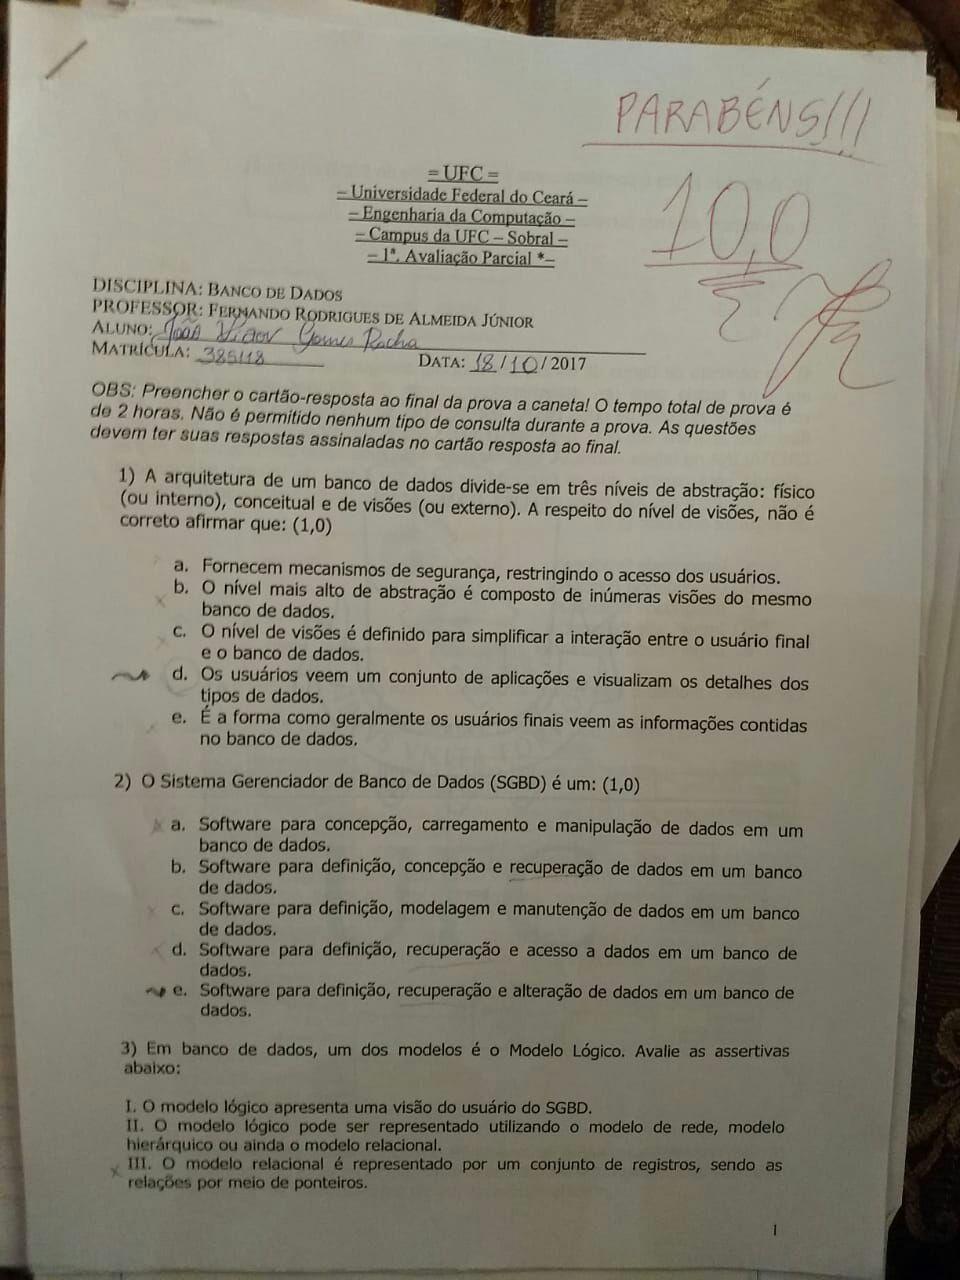 PARABÉNS!!!
10,0
= UFC =
– Universidade Federal do Ceará –
– Engenharia da Computação –
– Campus da UFC – Sobral –
– 1ª. Avaliação Parcial *–
DISCIPLINA: BANCO DE DADOS
PROFESSOR: FERNANDO RODRIGUES DE ALMEIDA JÚNIOR
ALUNO: João Gomes Rocha
MATRÍCULA: 385118
DATA: 18 / 10 / 2017
OBS: Preencher o cartão-resposta ao final da prova a caneta! O tempo total de prova é
de 2 horas. Não é permitido nenhum tipo de consulta durante a prova. As questões
devem ter suas respostas assinaladas no cartão resposta ao final.
1) A arquitetura de um banco de dados divide-se em três níveis de abstração: físico
(ou interno), conceitual e de visões (ou externo). A respeito do nível de visões, não é
correto afirmar que: (1,0)
a. Fornecem mecanismos de segurança, restringindo o acesso dos usuários.
b. O nível mais alto de abstração é composto de inúmeras visões do mesmo
banco de dados.
c. O nível de visões é definido para simplificar a interação entre o usuário final
e o banco de dados.
d. Os usuários veem um conjunto de aplicações e visualizam os detalhes dos
tipos de dados.
e. É a forma como geralmente os usuários finais veem as informações contidas
no banco de dados.
2) O Sistema Gerenciador de Banco de Dados (SGBD) é um: (1,0)
a. Software para concepção, carregamento e manipulação de dados em um
banco de dados.
b. Software para definição, concepção e recuperação de dados em um banco
de dados.
c. Software para definição, modelagem e manutenção de dados em um banco
de dados.
d. Software para definição, recuperação e acesso a dados em um banco de
dados.
e. Software para definição, recuperação e alteração de dados em um banco de
dados.
3) Em banco de dados, um dos modelos é o Modelo Lógico. Avalie as assertivas
abaixo:
I. O modelo lógico apresenta uma visão do usuário do SGBD.
II. O modelo lógico pode ser representado utilizando o modelo de rede, modelo
hierárquico ou ainda o modelo relacional.
III. O modelo relacional é representado por um conjunto de registros, sendo as
relações por meio de ponteiros.
1